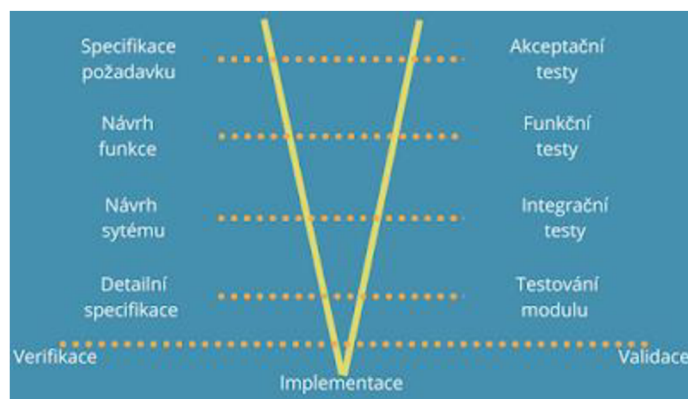 Specifikace
požadavku
Akceptační
testy
Návrh
funkce
Funkční
testy
Návrh
sytému
Integrační
testy
Detailní
specifikace
Testování
modulu
Verifikace
Validace
Implementace